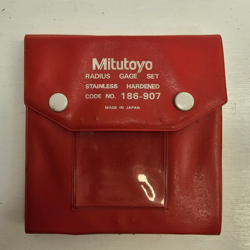 Mitutoyo
RADIUS GAGE SET
STAINLESS HARDENED
CODE NO. 186-907
MADE IN JAPAN